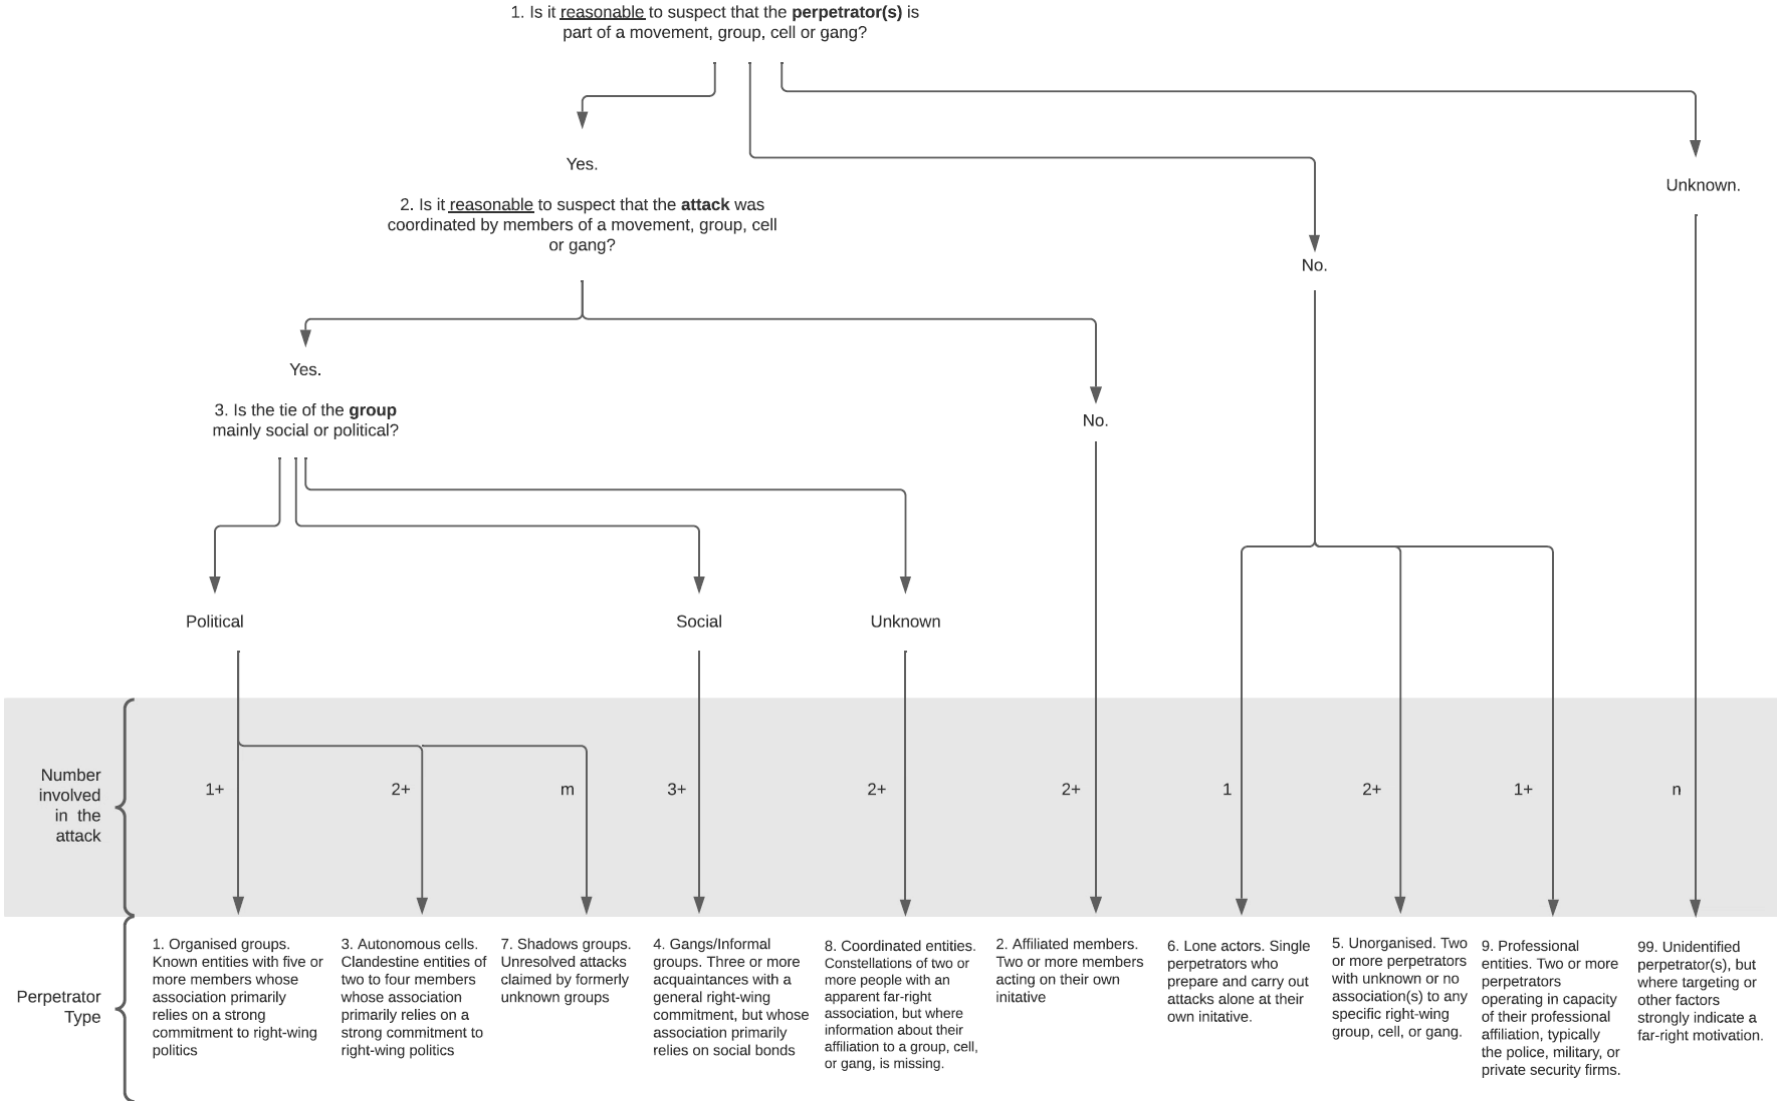 1. Is it reasonable to suspect that the perpetrator(s) is
part of a movement, group, cell or gang?
Yes.
Unknown.
2. Is it reasonable to suspect that the attack was
coordinated by members of a movement, group, cell
or gang?
No.
Yes.
3. Is the tie of the group
mainly social or political?
No.
Political
Social
Unknown
Number
involved
in the
attack
1+
2+
m
3+
2+
2+
1
2+
1+
n
Perpetrator
Type
1. Organised groups.
Known entities with five or
more members whose
association primarily
relies on a strong
commitment to right-wing
politics
3. Autonomous cells.
Clandestine entities of
two to four members
whose association
primarily relies on a
strong commitment to
right-wing politics
7. Shadows groups.
Unresolved attacks
claimed by formerly
unknown groups
4. Gangs/Informal
groups. Three or more
acquaintances with a
general right-wing
commitment, but whose
association primarily
relies on social bonds
8. Coordinated entities.
Constellations of two or
more people with an
apparent far-right
association, but where
information about their
affiliation to a group, cell,
or gang, is missing.
2. Affiliated members.
Two or more members
acting on their own
initative
6. Lone actors. Single
perpetrators who
prepare and carry out
attacks alone at their
own initative.
5. Unorganised. Two
or more perpetrators
with unknown or no
association(s) to any
specific right-wing
group, cell, or gang.
9. Professional
entities. Two or more
perpetrators
operating in capacity
of their professional
affiliation, typically
the police, military, or
private security firms.
99. Unidentified
perpetrator(s), but
where targeting or
other factors
strongly indicate a
far-right motivation.